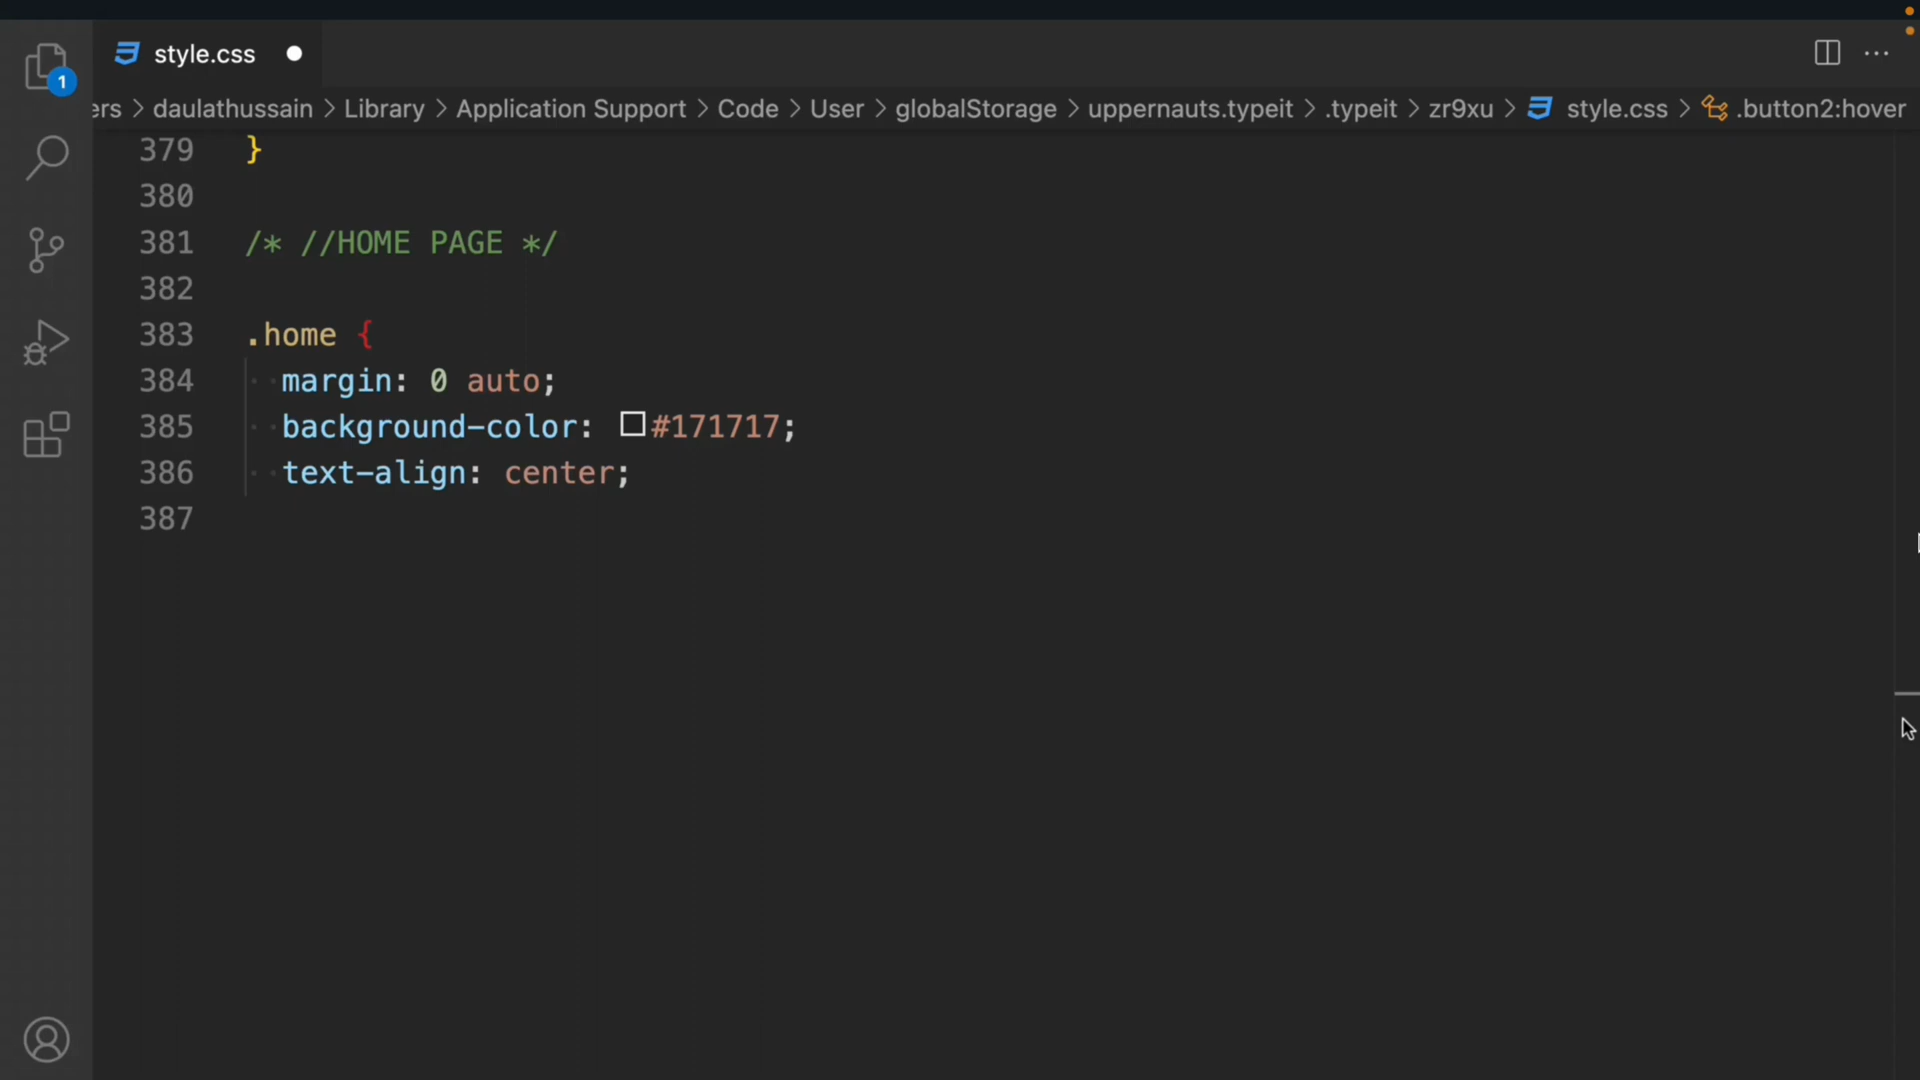 style.css
1
ers > daulathussain > Library > Application Support > Code > User > globalStorage > uppernauts.typeit > .typeit > zr9xu > style.css > .button2:hover
379 }
380
381 /* //HOME PAGE */
382
383 .home {
384 margin: 0 auto;
385 background-color: #171717;
386 text-align: center;
387